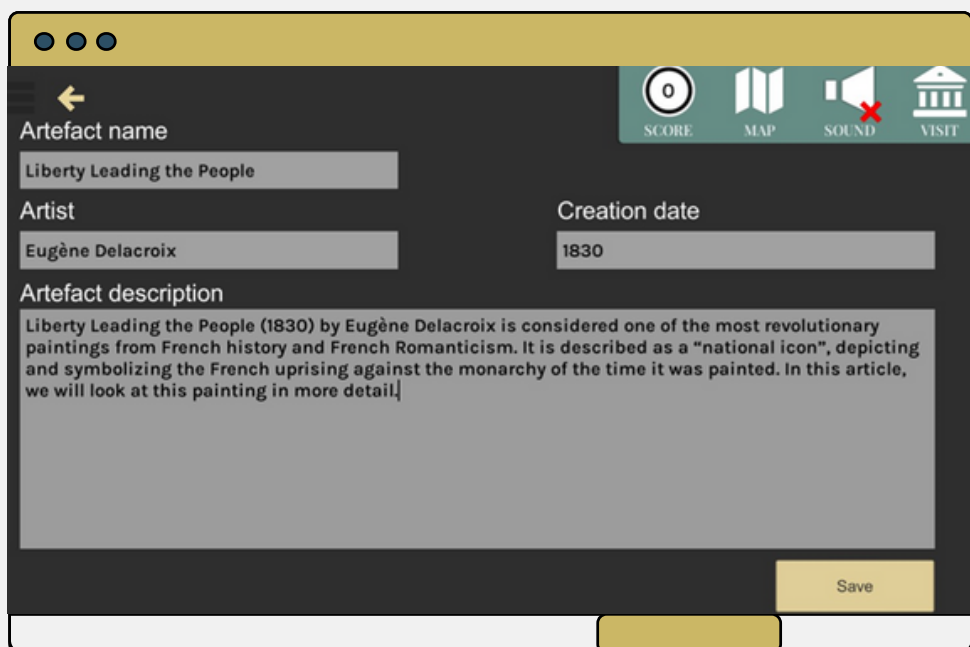 0
SCORE
MAP
SOUND
VISIT
Artefact name
Liberty Leading the People
Artist
Creation date
Eugène Delacroix
1830
Artefact description
Liberty Leading the People (1830) by Eugène Delacroix is considered one of the most revolutionary
paintings from French history and French Romanticism. It is described as a “national icon”, depicting
and symbolizing the French uprising against the monarchy of the time it was painted. In this article,
we will look at this painting in more detail.
Save